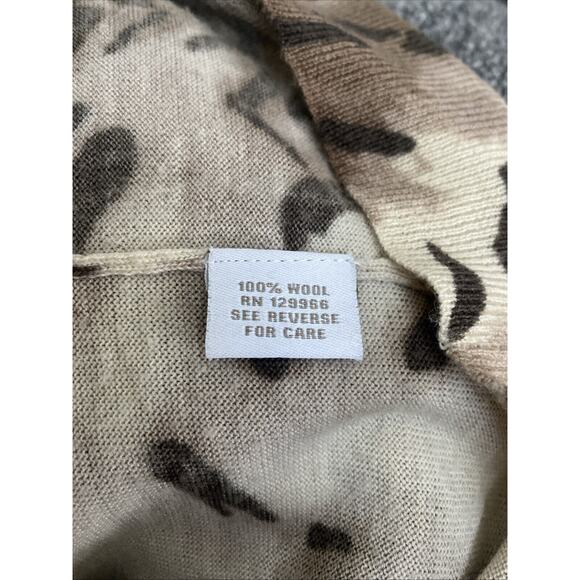 100% WOOL
RN 129966
SEE REVERSE
FOR CARE